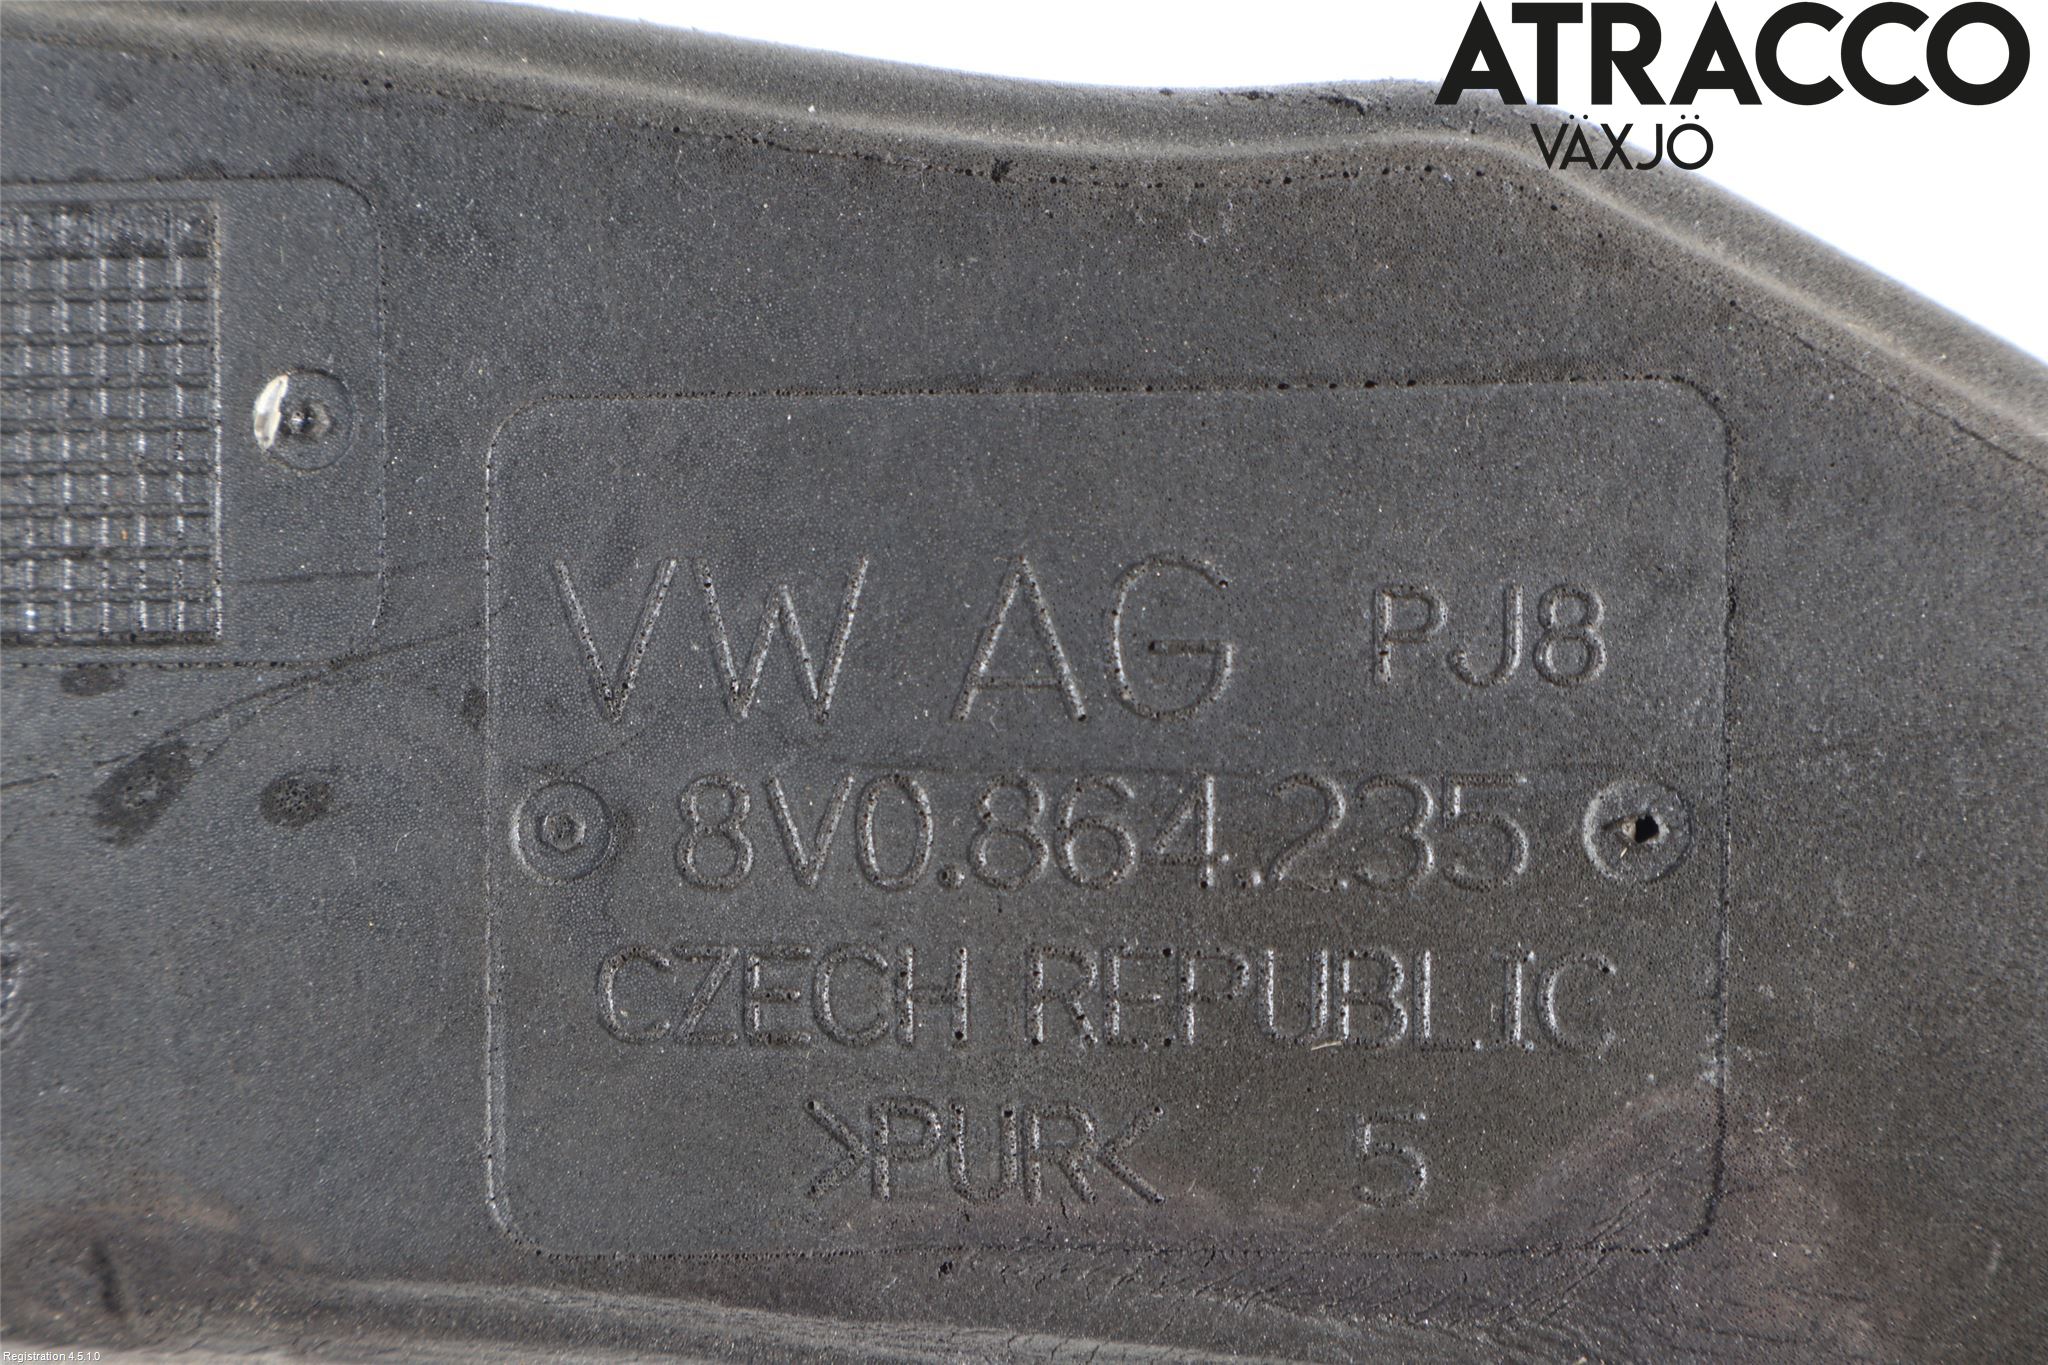 ATRACCO
VÄXJÖ
VW AG PJ8
8V0.864.235
CZECH REPUBLIC
>PUR< 5
Registration 4.5.1.0